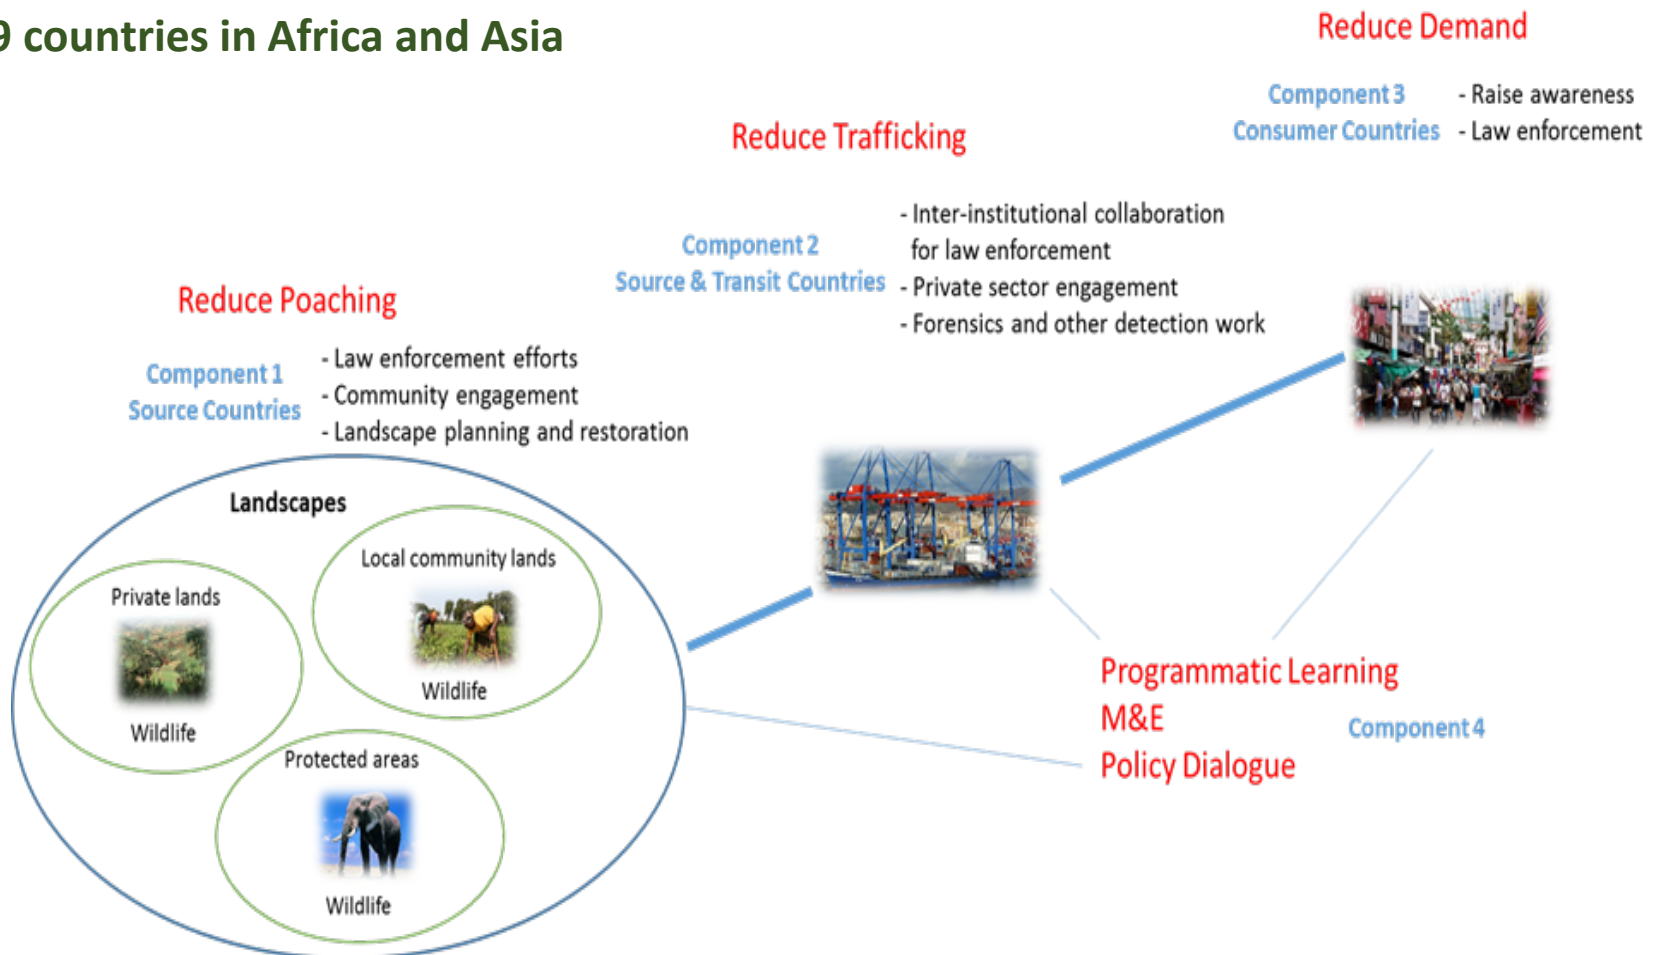 9 countries in Africa and Asia
Reduce Demand
Component 3
Consumer Countries
- Raise awareness
- Law enforcement
Reduce Trafficking
Component 2
Source & Transit Countries
- Inter-institutional collaboration
for law enforcement
- Private sector engagement
- Forensics and other detection work
Reduce Poaching
Component 1
Source Countries
- Law enforcement efforts
- Community engagement
- Landscape planning and restoration
Landscapes
Local community lands
Wildlife
Private lands
Wildlife
Protected areas
Wildlife
Programmatic Learning
M&E
Policy Dialogue
Component 4